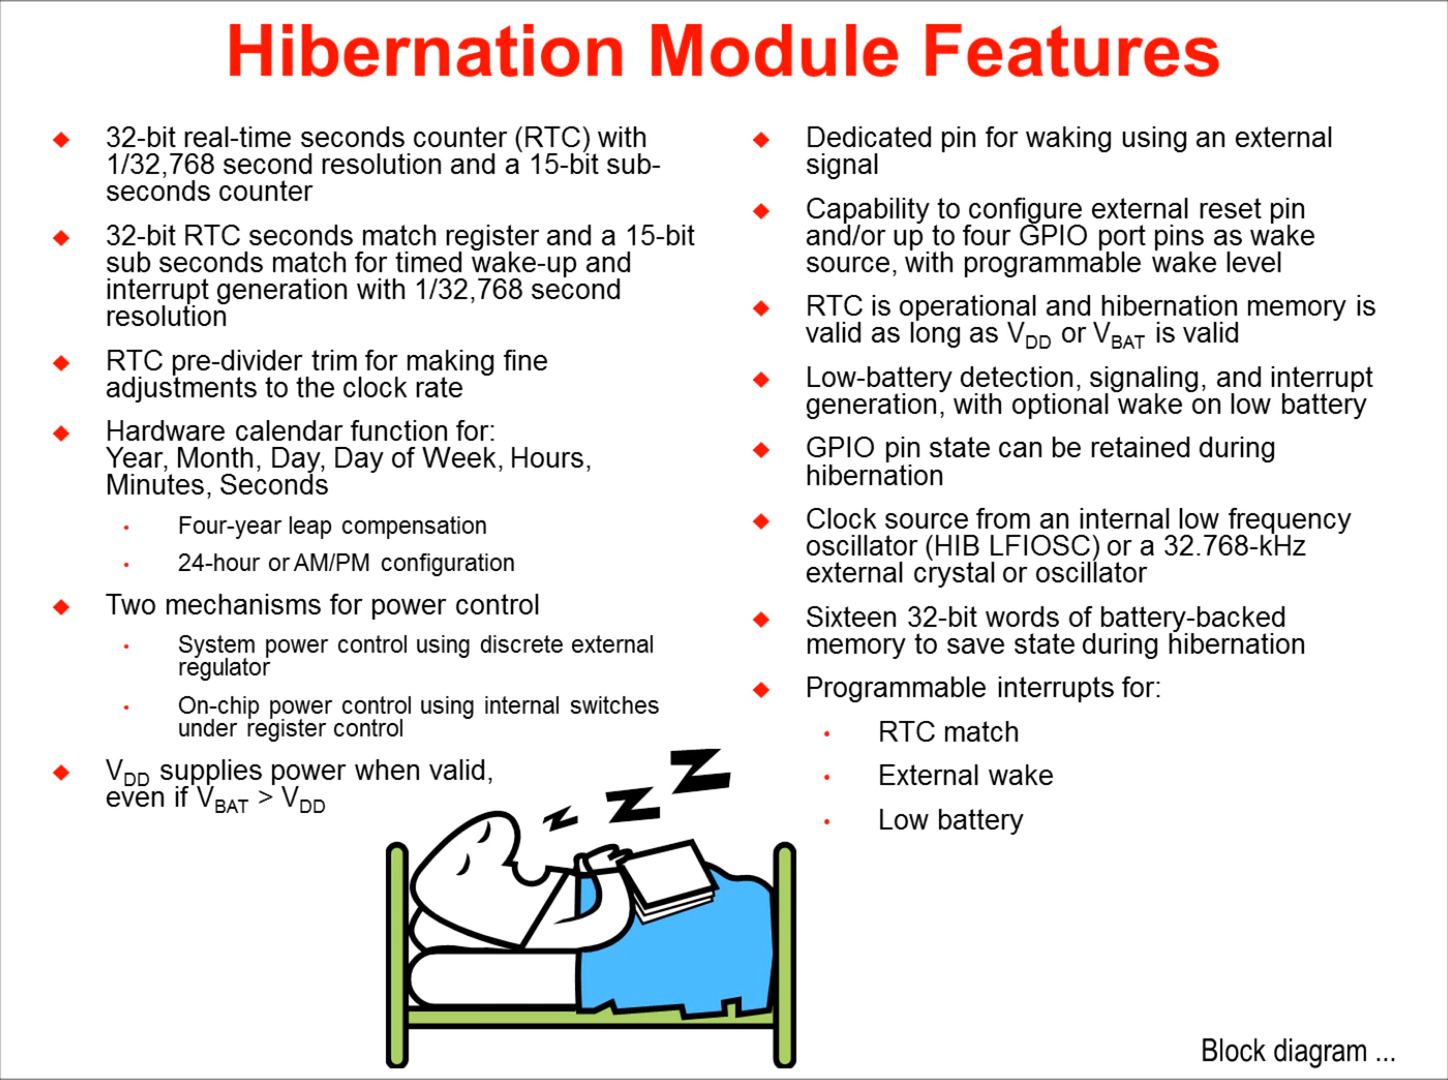 Hibernation Module Features
32-bit real-time seconds counter (RTC) with
1/32,768 second resolution and a 15-bit sub-
seconds counter
32-bit RTC seconds match register and a 15-bit
sub seconds match for timed wake-up and
interrupt generation with 1/32,768 second
resolution
RTC pre-divider trim for making fine
adjustments to the clock rate
Hardware calendar function for:
Year, Month, Day, Day of Week, Hours,
Minutes, Seconds
Four-year leap compensation
24-hour or AM/PM configuration
Two mechanisms for power control
System power control using discrete external
regulator
On-chip power control using internal switches
under register control
VDD supplies power when valid,
even if VBAT > VDD
Dedicated pin for waking using an external
signal
Capability to configure external reset pin
and/or up to four GPIO port pins as wake
source, with programmable wake level
RTC is operational and hibernation memory is
valid as long as VDD or VBAT is valid
Low-battery detection, signaling, and interrupt
generation, with optional wake on low battery
GPIO pin state can be retained during
hibernation
Clock source from an internal low frequency
oscillator (HIB LFIOSC) or a 32.768-kHz
external crystal or oscillator
Sixteen 32-bit words of battery-backed
memory to save state during hibernation
Programmable interrupts for:
RTC match
External wake
Low battery
z z z
Block diagram ...